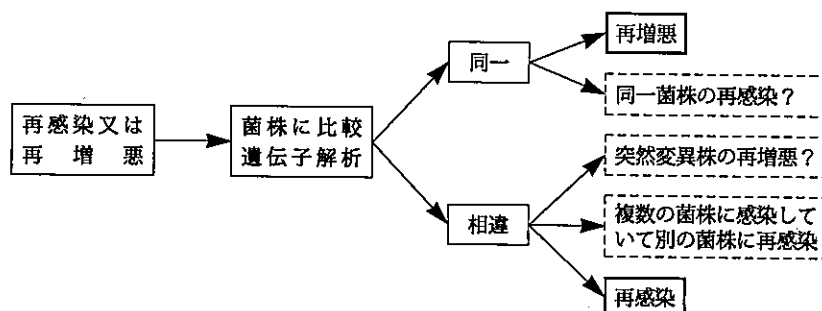 再感染又は
再増悪
菌株に比較
遺伝子解析
同一
相違
再増悪
同一菌株の再感染？
突然変異株の再増悪？
複数の菌株に感染して
いて別の菌株に再感染
再感染